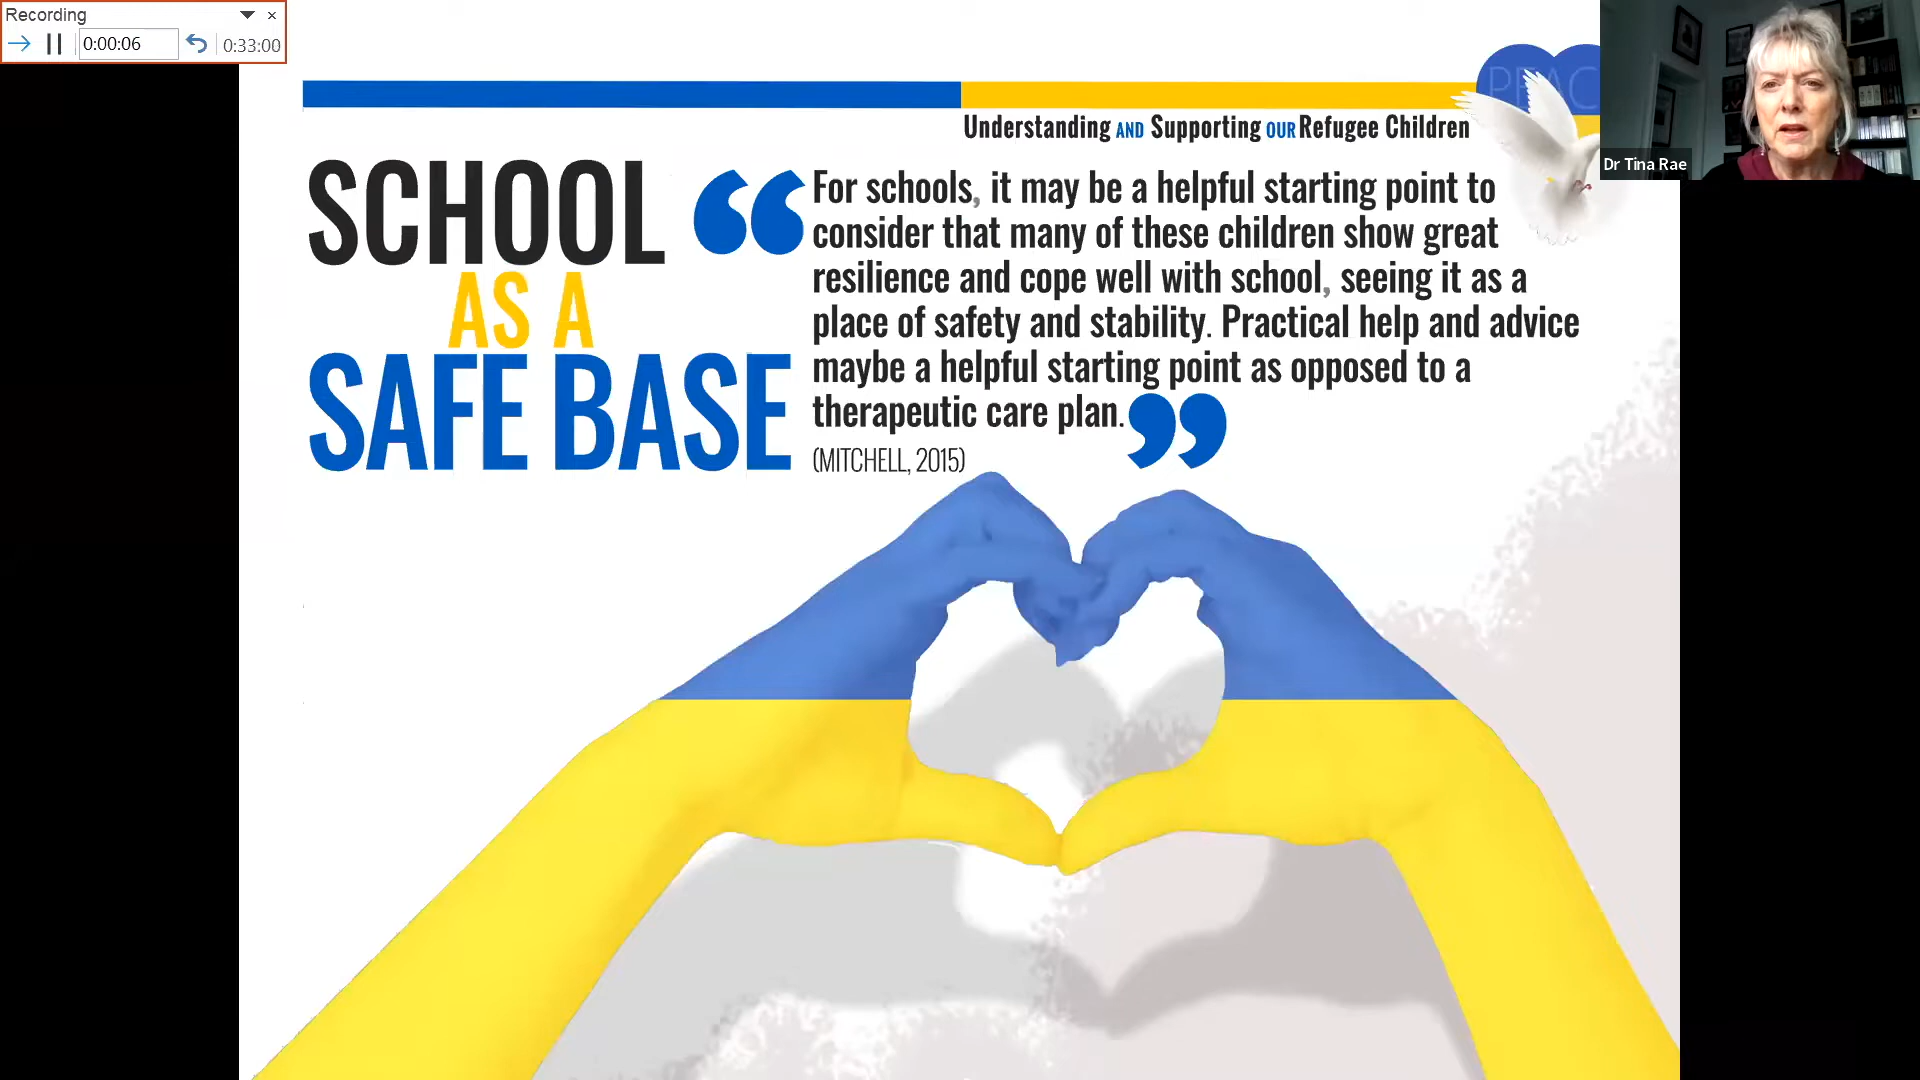 Recording
0:00:06
0:33:00
PEAC
Understanding AND Supporting OUR Refugee Children
Dr Tina Rae
SCHOOL
AS A
SAFE BASE
“For schools, it may be a helpful starting point to
consider that many of these children show great
resilience and cope well with school, seeing it as a
place of safety and stability. Practical help and advice
maybe a helpful starting point as opposed to a
therapeutic care plan.”
(MITCHELL, 2015)